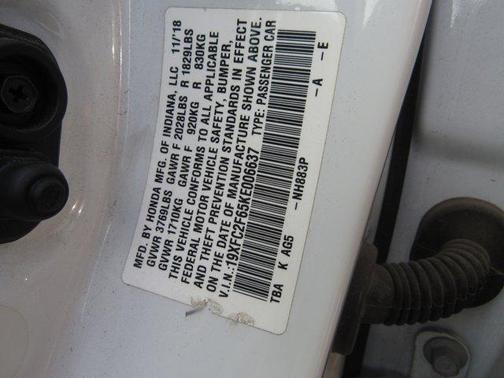 MFD. BY HONDA MFG. OF INDIANA, LLC 11/18
GVWR 3769LBS GAWR F 2028LBS R 1829LBS
GVWR 1710KG GAWR F 920KG R 830KG
THIS VEHICLE CONFORMS TO ALL APPLICABLE
FEDERAL MOTOR VEHICLE SAFETY, BUMPER,
AND THEFT PREVENTION STANDARDS IN EFFECT
ON THE DATE OF MANUFACTURE SHOWN ABOVE.
V.I.N.:19XFC2F65KE006637 TYPE: PASSENGER CAR
TBA K AGS -NH883P -A -E